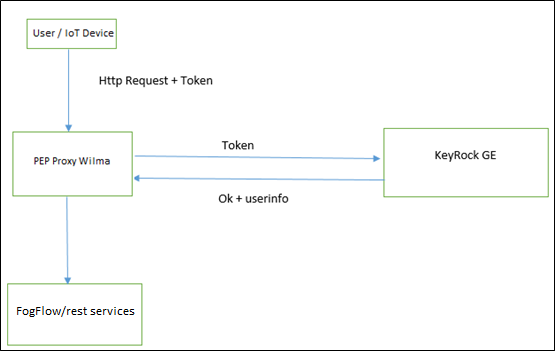 User / IoT Device
Http Request + Token
PEP Proxy Wilma
Token
KeyRock GE
Ok + userinfo
FogFlow/rest services